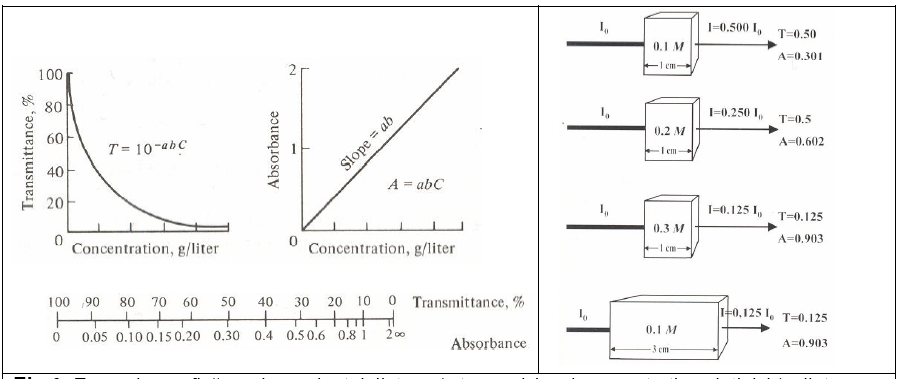 100
80
60
40
20
0
Transmittance, %
T = 10^-abC
Concentration, g/liter
2
1
0
Absorbance
Slope = ab
A = abC
Concentration, g/liter
100 90 80 70 60 50 40 30 20 10 0 Transmittance, %
0 0.05 0.10 0.15 0.20 0.30 0.4 0.5 0.6 0.8 1 2∞
Absorbance
I₀ I=0.500 I₀ T=0.50
0.1 M A=0.301
1 cm
I₀ I=0.250 I₀ T=0.5
0.2 M A=0.602
1 cm
I₀ I=0.125 I₀ T=0.125
0.3 M A=0.903
1 cm
I₀ I=0,125 I₀ T=0.125
0.1 M A=0.903
3 cm